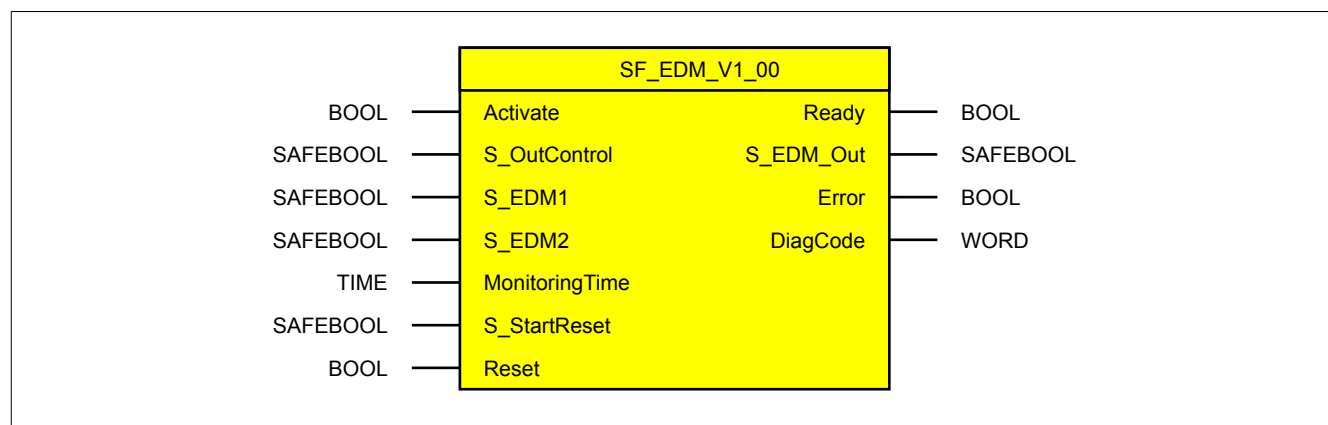 SF_EDM_V1_00
BOOL Activate Ready BOOL
SAFEBOOL S_OutControl S_EDM_Out SAFEBOOL
SAFEBOOL S_EDM1 Error BOOL
SAFEBOOL S_EDM2 DiagCode WORD
TIME MonitoringTime
SAFEBOOL S_StartReset
BOOL Reset